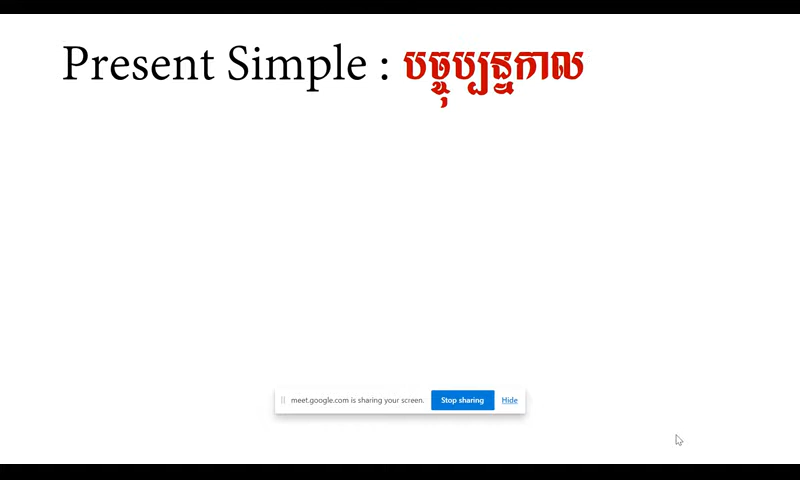 Present Simple : បច្ចុប្បន្នកាល
meet.google.com is sharing your screen. Stop sharing Hide